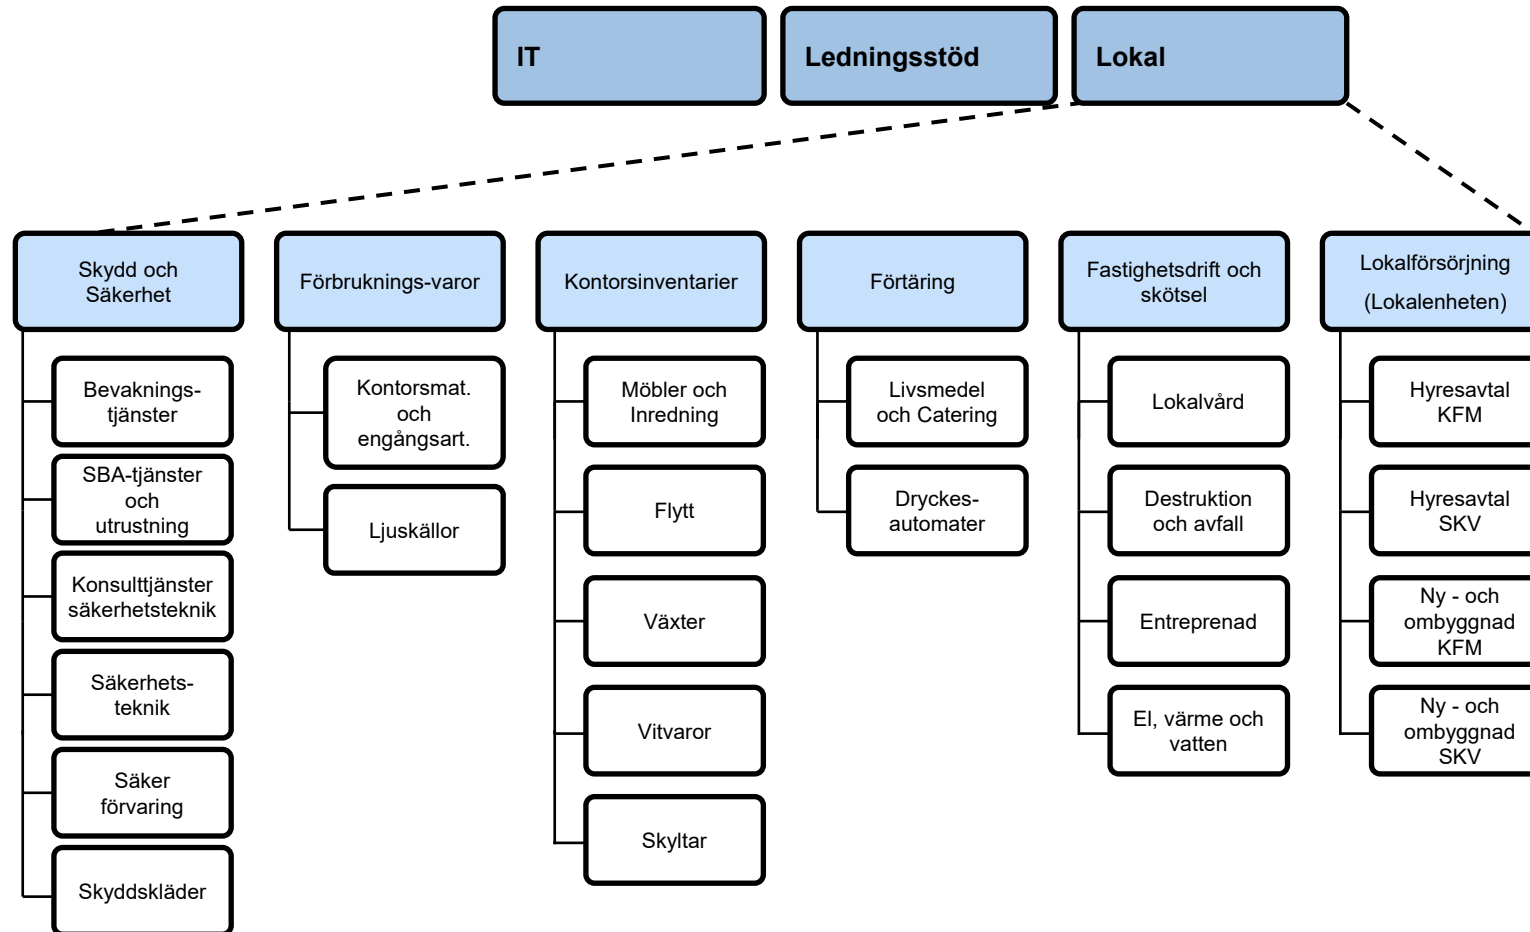 IT
Ledningsstöd
Lokal
Skydd och
Säkerhet
Bevaknings-
tjänster
SBA-tjänster
och
utrustning
Konsulttjänster
säkerhetsteknik
Säkerhets-
teknik
Säker
förvaring
Skyddskläder
Förbruknings-varor
Kontorsmat.
och
engångsart.
Ljuskällor
Kontorsinventarier
Möbler och
Inredning
Flytt
Växter
Vitvaror
Skyltar
Förtäring
Livsmedel
och Catering
Dryckes-
automater
Fastighetsdrift och
skötsel
Lokalvård
Destruktion
och avfall
Entreprenad
El, värme och
vatten
Lokalförsörjning
(Lokalenheten)
Hyresavtal
KFM
Hyresavtal
SKV
Ny - och
ombyggnad
KFM
Ny - och
ombyggnad
SKV